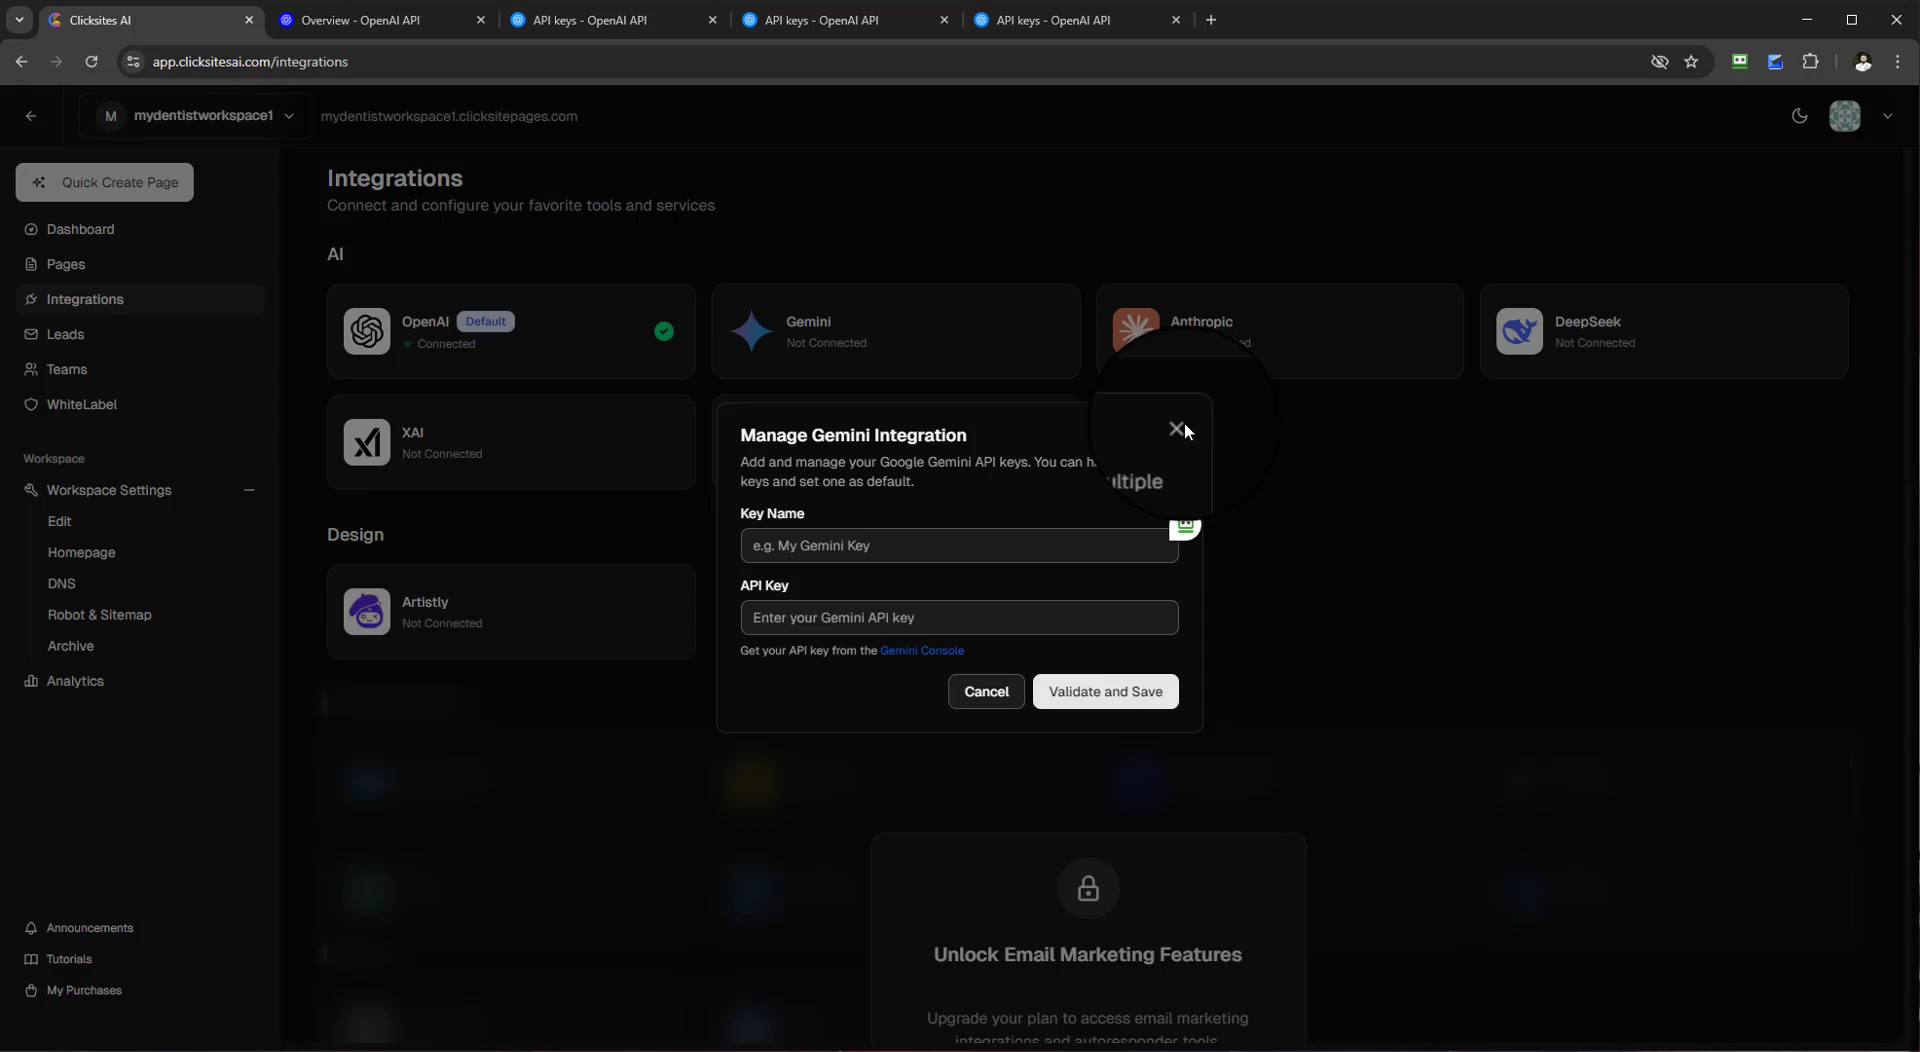 Clicksites AI
Overview - OpenAI API
API keys - OpenAI API
API keys - OpenAI API
API keys - OpenAI API
app.clicksitesai.com/integrations
M
mydentistworkspace1
mydentistworkspace1.clicksitepages.com
Quick Create Page
Dashboard
Pages
Integrations
Leads
Teams
WhiteLabel
Workspace
Workspace Settings
Edit
Homepage
DNS
Robot & Sitemap
Archive
Analytics
Announcements
Tutorials
My Purchases
Integrations
Connect and configure your favorite tools and services
AI
OpenAI Default
Connected
Gemini
Not Connected
Anthropic
DeepSeek
Not Connected
XAI
Not Connected
Design
Artistly
Not Connected
Manage Gemini Integration
Add and manage your Google Gemini API keys. You can
keys and set one as default.
Key Name
e.g. My Gemini Key
API Key
Enter your Gemini API key
Get your API key from the Gemini Console
Cancel
Validate and Save
Unlock Email Marketing Features
Upgrade your plan to access email marketing
integrations and autoresponder tools